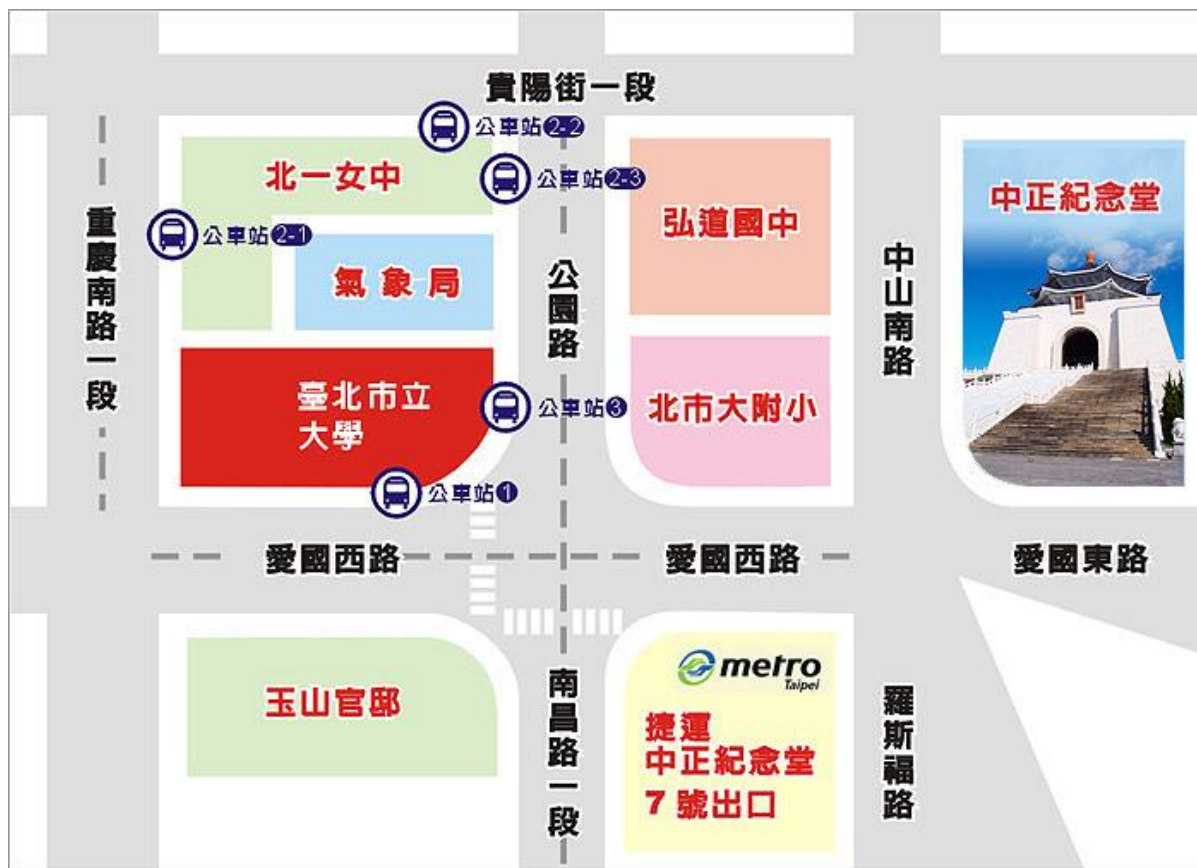 貴陽街一段
公車站2-2
北一女中
公車站2-3
中正紀念堂
弘道國中
公車站2-1
重慶南路一段
氣象局
公園路
中山南路
臺北市立
大學
公車站3
北市大附小
公車站1
愛國西路
愛國西路
愛國東路
玉山官邸
南昌路一段
metro
Taipei
捷運
中正紀念堂
7號出口
羅斯福路